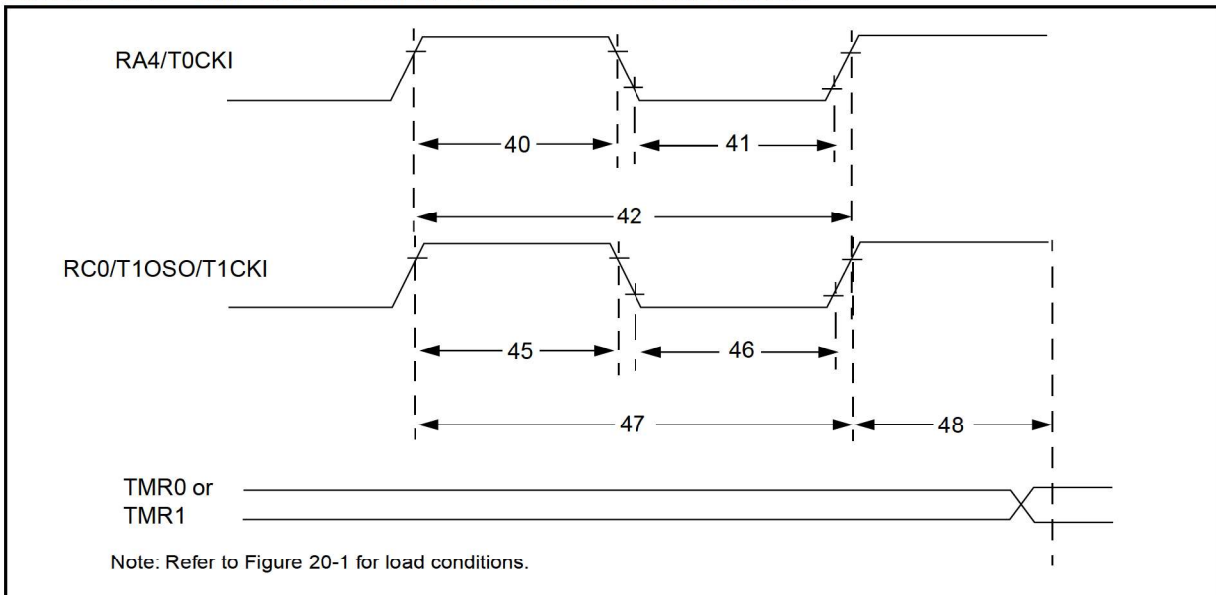 RA4/T0CKI
40
41
42
RC0/T1OSO/T1CKI
45
46
47
48
TMR0 or
TMR1
Note: Refer to Figure 20-1 for load conditions.